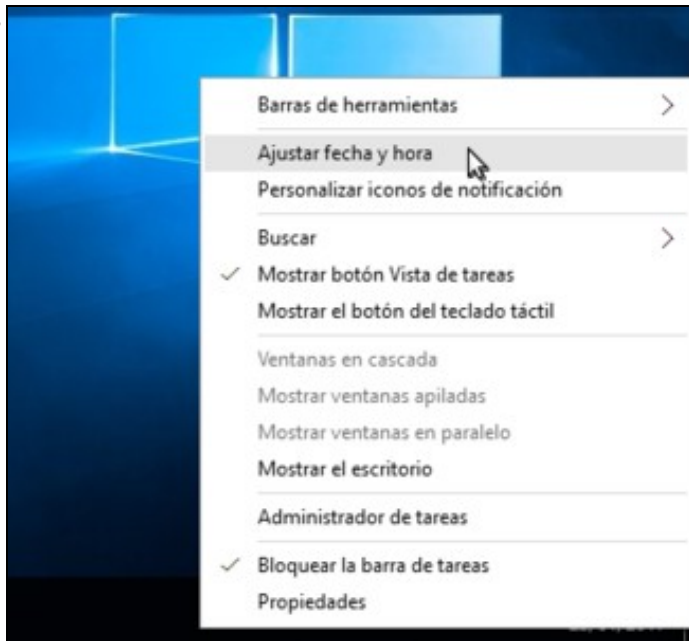 Barras de herramientas
Ajustar fecha y hora
Personalizar iconos de notificación
Buscar
Mostrar botón Vista de tareas
Mostrar el botón del teclado táctil
Ventanas en cascada
Mostrar ventanas apiladas
Mostrar ventanas en paralelo
Mostrar el escritorio
Administrador de tareas
Bloquear la barra de tareas
Propiedades